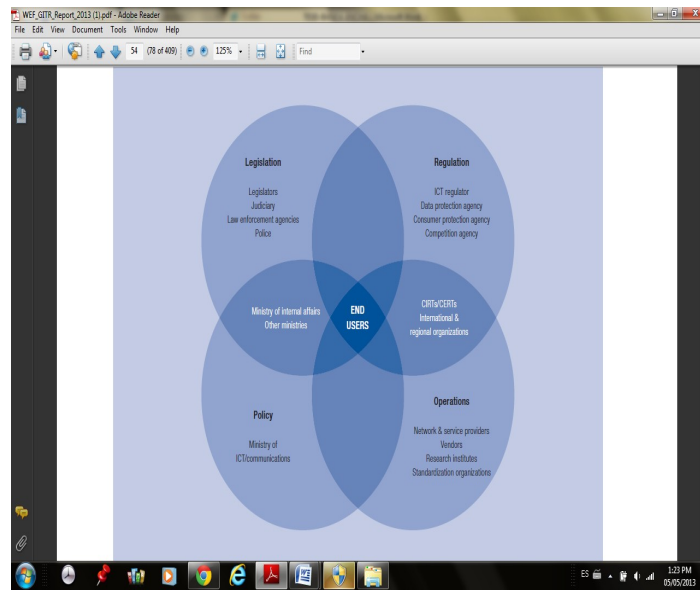 WEF_GITR_Report_2013 (1).pdf - Adobe Reader
File Edit View Document Tools Window Help
54 (78 of 409) 125% Find
Legislation
Legislators
Judiciary
Law enforcement agencies
Police
Regulation
ICT regulator
Data protection agency
Consumer protection agency
Competition agency
Ministry of internal affairs
Other ministries
END
USERS
CIRTs/CERTs
International &
regional organizations
Policy
Ministry of
ICT/communications
Operations
Network & service providers
Vendors
Research institutes
Standardization organizations
ES
1:23 PM
05/05/2013